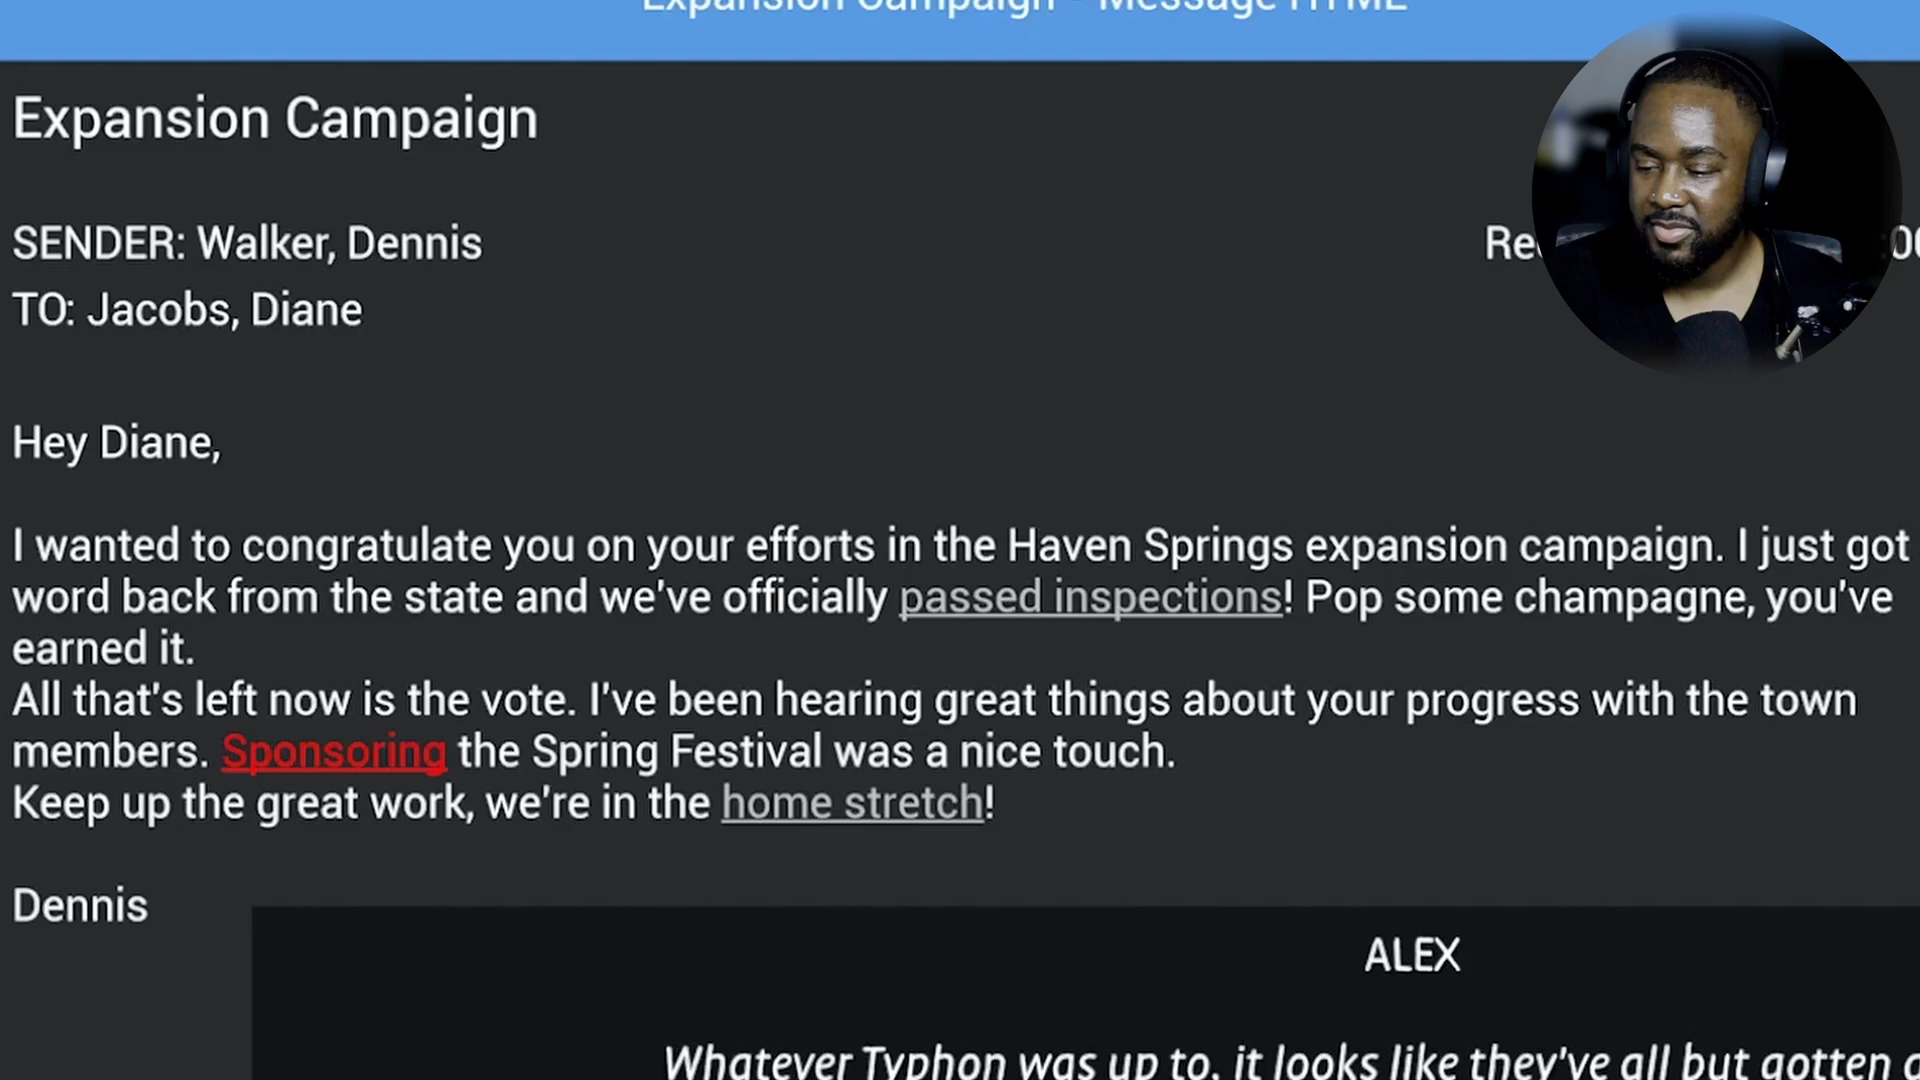 Expansion Campaign - Message HTML
Expansion Campaign
SENDER: Walker, Dennis
TO: Jacobs, Diane
Hey Diane,
I wanted to congratulate you on your efforts in the Haven Springs expansion campaign. I just got
word back from the state and we've officially passed inspections! Pop some champagne, you've
earned it.
All that's left now is the vote. I've been hearing great things about your progress with the town
members. Sponsoring the Spring Festival was a nice touch.
Keep up the great work, we're in the home stretch!
Dennis
ALEX
Whatever Typhon was up to, it looks like they've all but gotten